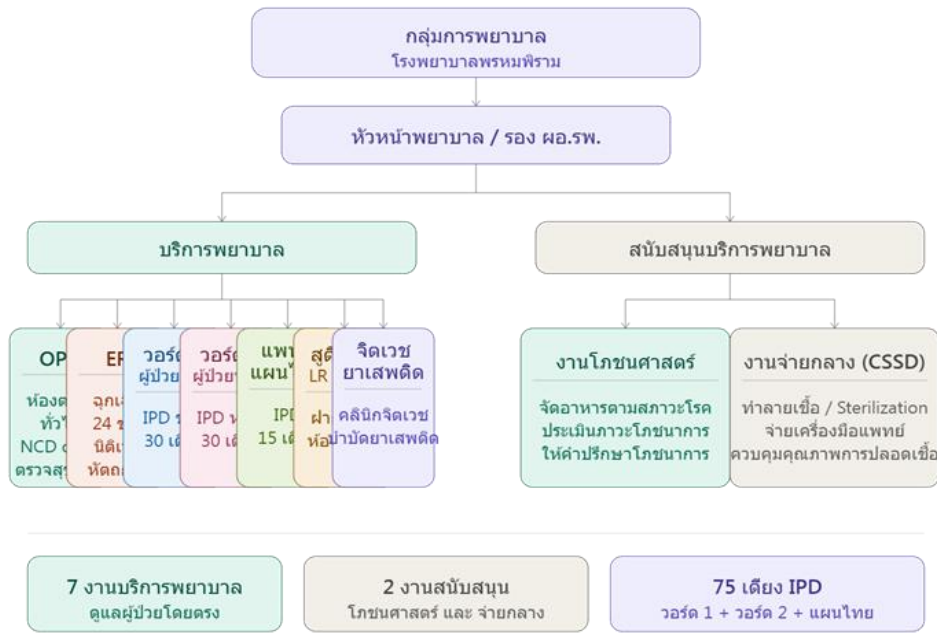 กลุ่มการพยาบาล
โรงพยาบาลพรหมพิราม
หัวหน้าพยาบาล / รอง ผอ.รพ.
บริการพยาบาล
สนับสนุนบริการพยาบาล
OP
ห้องต
ทั่วไ
NCD
ตรวจสุ
ER
ฉุกเ
24 ช
นิติเ
หัตถ
วอร์ด
ผู้ป่วย
IPD
30 เตี
วอร์ด
ผู้ป่วย
IPD
30 เตี
แพท
แผนไ
IPD
15 เตี
สูติ
LR
ฝา
ห้อ
จิตเวช
ยาเสพติด
คลินิกจิตเวช
บำบัดยาเสพติด
งานโภชนศาสตร์
จัดอาหารตามสภาวะโรค
ประเมินภาวะโภชนาการ
ให้คำปรึกษาโภชนาการ
งานจ่ายกลาง (CSSD)
ทำลายเชื้อ / Sterilization
จ่ายเครื่องมือแพทย์
ควบคุมคุณภาพการปลอดเชื้อ
7 งานบริการพยาบาล
ดูแลผู้ป่วยโดยตรง
2 งานสนับสนุน
โภชนศาสตร์ และ จ่ายกลาง
75 เตียง IPD
วอร์ด 1 + วอร์ด 2 + แผนไทย